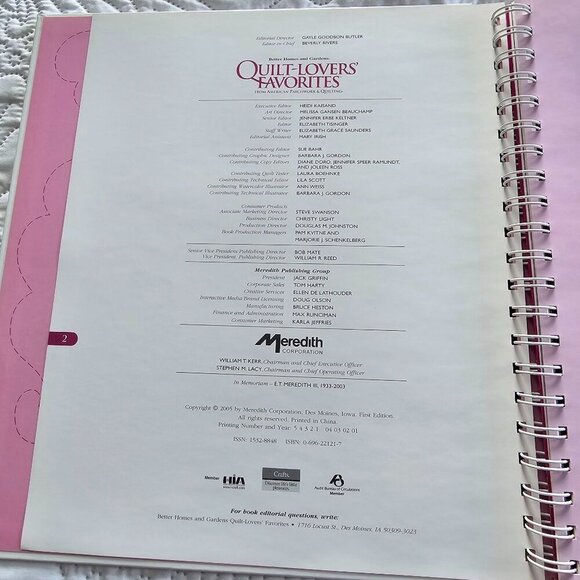 Editorial Director GAYLE GOODSON BUTLER
Editor in Chief BEVERLY RIVERS
Better Homes and Gardens
QUILT-LOVERS'
FAVORITES
FROM AMERICAN PATCHWORK & QUILTING
Executive Editor HEIDI KAISAND
Art Director MELISSA GANSEN BEAUCHAMP
Senior Editor JENNIFER ERBE KELTNER
Editor ELIZABETH TISINGER
Staff Writer ELIZABETH GRACE SAUNDERS
Editorial Assistant MARY IRISH
Contributing Editor SUE BAHR
Contributing Graphic Designer BARBARA J. GORDON
Contributing Copy Editors DIANE DORO, JENNIFER SPEER RAMUNDT,
AND JOLEEN ROSS
Contributing Quilt Tester LAURA BOEHNKE
Contributing Technical Editor LILA SCOTT
Contributing Watercolor Illustrator ANN WEISS
Contributing Technical Illustrator BARBARA J. GORDON
Consumer Products
Associate Marketing Director STEVE SWANSON
Business Director CHRISTY LIGHT
Production Director DOUGLAS M. JOHNSTON
Book Production Managers PAM KVITNE AND
MARJORIE J. SCHENKELBERG
Senior Vice President Publishing Director BOB MATE
Vice President Publishing Director WILLIAM R. REED
Meredith Publishing Group
President JACK GRIFFIN
Corporate Sales TOM HARTY
Creative Services ELLEN DE LATHOUDER
Interactive Media Brand Licensing DOUG OLSON
Manufacturing BRUCE HESTON
Finance and Administration MAX RUNCIMAN
Consumer Marketing KARLA JEFFRIES
2
Meredith
CORPORATION
WILLIAM T. KERR, Chairman and Chief Executive Officer
STEPHEN M. LACY, Chairman and Chief Operating Officer
In Memoriam – E.T. MEREDITH III, 1933-2003
Copyright © 2005 by Meredith Corporation, Des Moines, Iowa. First Edition.
All rights reserved. Printed in China.
Printing Number and Year: 5 4 3 2 1 04 03 02 01
ISSN: 1532-8848 ISBN: 0-696-22121-7
Member HIA
Crafts
Discover life's little pleasures
Audit Bureau of Circulations
Member
For book editorial questions, write:
Better Homes and Gardens Quilt-Lovers' Favorites • 1716 Locust St., Des Moines, IA 50309-3023